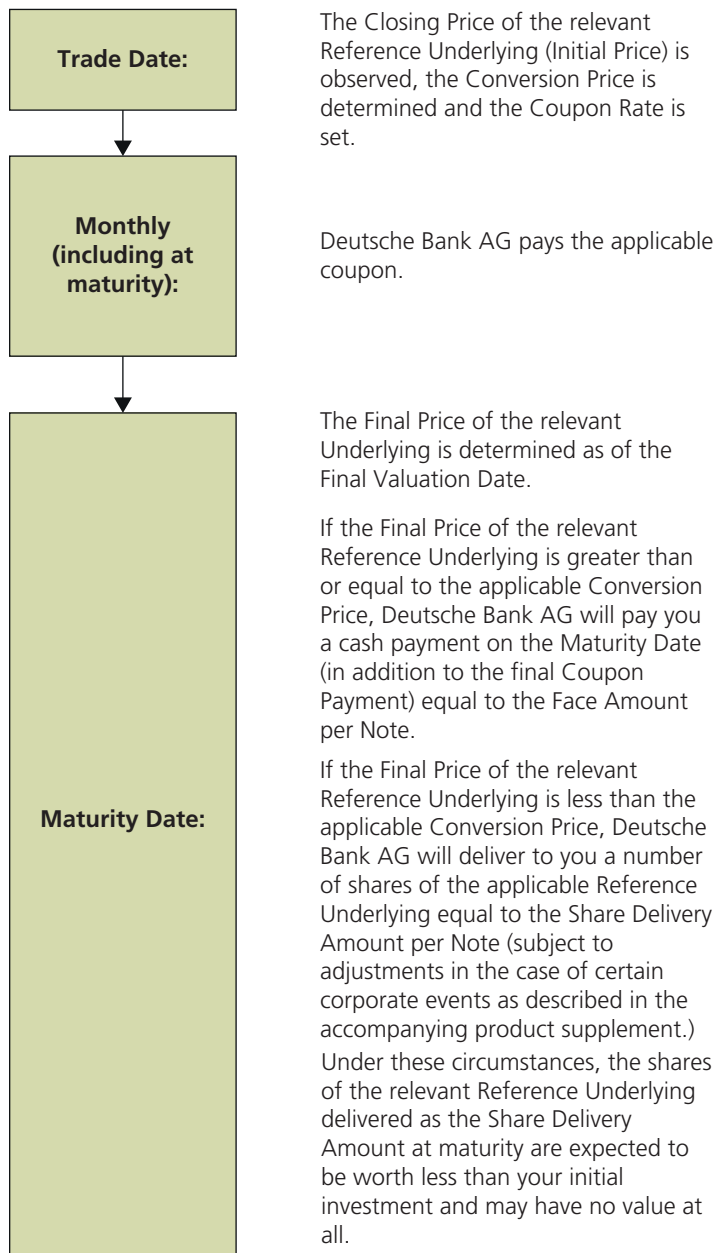 Trade Date:
The Closing Price of the relevant
Reference Underlying (Initial Price) is
observed, the Conversion Price is
determined and the Coupon Rate is
set.
Monthly
(including at
maturity):
Deutsche Bank AG pays the applicable
coupon.
Maturity Date:
The Final Price of the relevant
Underlying is determined as of the
Final Valuation Date.
If the Final Price of the relevant
Reference Underlying is greater than
or equal to the applicable Conversion
Price, Deutsche Bank AG will pay you
a cash payment on the Maturity Date
(in addition to the final Coupon
Payment) equal to the Face Amount
per Note.
If the Final Price of the relevant
Reference Underlying is less than the
applicable Conversion Price, Deutsche
Bank AG will deliver to you a number
of shares of the applicable Reference
Underlying equal to the Share Delivery
Amount per Note (subject to
adjustments in the case of certain
corporate events as described in the
accompanying product supplement.)
Under these circumstances, the shares
of the relevant Reference Underlying
delivered as the Share Delivery
Amount at maturity are expected to
be worth less than your initial
investment and may have no value at
all.